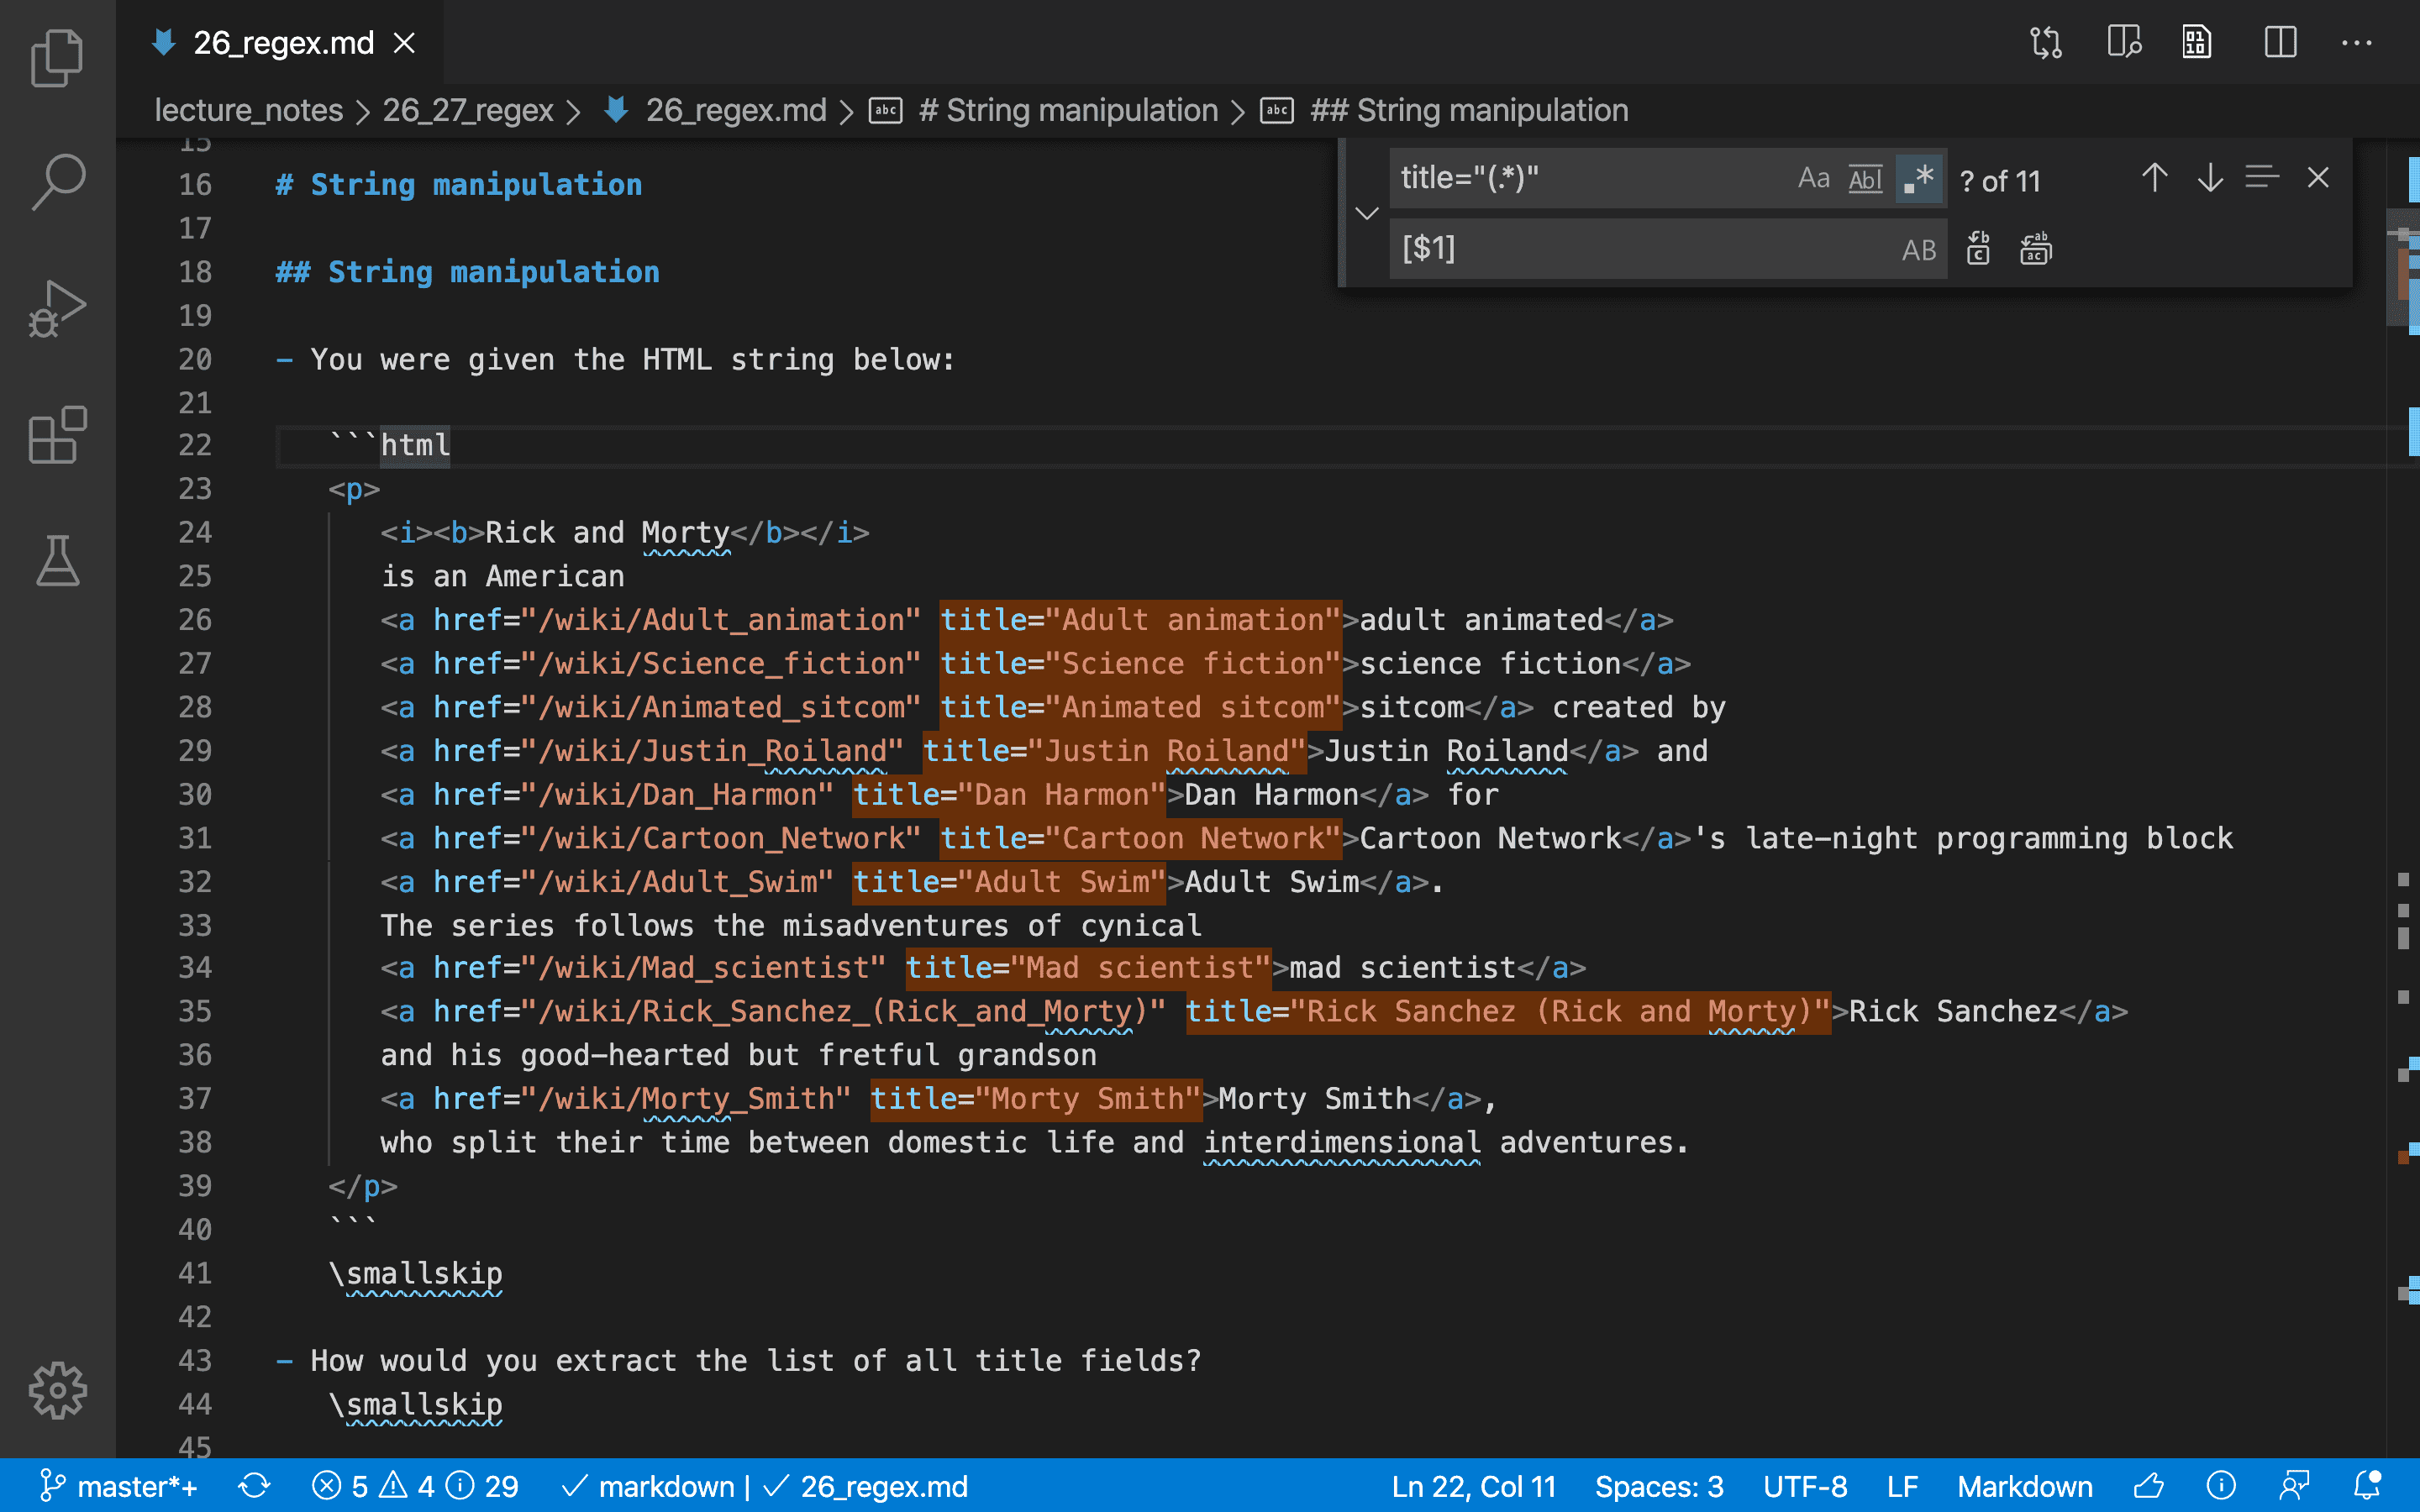 26_regex.md
lecture_notes > 26_27_regex > 26_regex.md > abc # String manipulation > abc ## String manipulation
title="(.*)" Aa Abl .* ? of 11
[$1] AB
15
16 # String manipulation
17
18 ## String manipulation
19
20 - You were given the HTML string below:
21
22 ```html
23 <p>
24 <i><b>Rick and Morty</b></i>
25 is an American
26 <a href="/wiki/Adult_animation" title="Adult animation">adult animated</a>
27 <a href="/wiki/Science_fiction" title="Science fiction">science fiction</a>
28 <a href="/wiki/Animated_sitcom" title="Animated sitcom">sitcom</a> created by
29 <a href="/wiki/Justin_Roiland" title="Justin Roiland">Justin Roiland</a> and
30 <a href="/wiki/Dan_Harmon" title="Dan Harmon">Dan Harmon</a> for
31 <a href="/wiki/Cartoon_Network" title="Cartoon Network">Cartoon Network</a>'s late-night programming block
32 <a href="/wiki/Adult_Swim" title="Adult Swim">Adult Swim</a>.
33 The series follows the misadventures of cynical
34 <a href="/wiki/Mad_scientist" title="Mad scientist">mad scientist</a>
35 <a href="/wiki/Rick_Sanchez_(Rick_and_Morty)" title="Rick Sanchez (Rick and Morty)">Rick Sanchez</a>
36 and his good-hearted but fretful grandson
37 <a href="/wiki/Morty_Smith" title="Morty Smith">Morty Smith</a>,
38 who split their time between domestic life and interdimensional adventures.
39 </p>
40 ```
41 \smallskip
42
43 - How would you extract the list of all title fields?
44 \smallskip
45
master*+ 5 4 29 markdown | 26_regex.md Ln 22, Col 11 Spaces: 3 UTF-8 LF Markdown